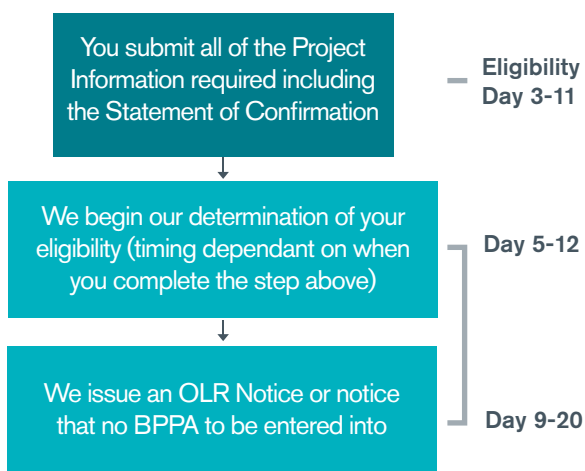 You submit all of the Project
Information required including
the Statement of Confirmation
Eligibility
Day 3-11
We begin our determination of your
eligibility (timing dependant on when
you complete the step above)
Day 5-12
We issue an OLR Notice or notice
that no BPPA to be entered into
Day 9-20